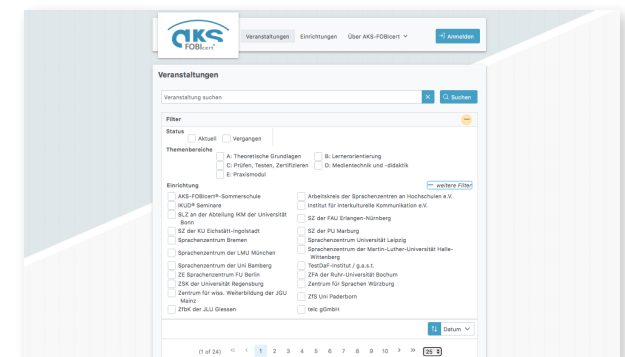 aks
FOBIcert®
Veranstaltungen Einrichtungen Über AKS-FOBIcert Anmelden
Veranstaltungen
Veranstaltung suchen × Suchen
Filter
Status
Aktuell Vergangen
Themenbereiche
A: Theoretische Grundlagen B: Lernerorientierung
C: Prüfen, Testen, Zertifizieren D: Medientechnik und -didaktik
E: Praxismodul
Einrichtung — weitere Filter
AKS-FOBIcert®-Sommerschule Arbeitskreis der Sprachenzentren an Hochschulen e.V.
IKUD® Seminare Institut für Interkulturelle Kommunikation e.V.
SLZ an der Abteilung IKM der Universität Bonn SZ der FAU Erlangen-Nürnberg
SZ der KU Eichstätt-Ingolstadt SZ der PU Marburg
Sprachenzentrum Bremen Sprachenzentrum Universität Leipzig
Sprachenzentrum der LMU München Sprachenzentrum der Martin-Luther-Universität Halle-Wittenberg
Sprachenzentrum der Uni Bamberg TestDaF-Institut / g.a.s.t.
ZE Sprachenzentrum FU Berlin ZFA der Ruhr-Universität Bochum
ZSK der Universität Regensburg Zentrum für Sprachen Würzburg
Zentrum für wiss. Weiterbildung der JGU Mainz ZfS Uni Paderborn
ZfbK der JLU Giessen telc gGmbH
Datum
(1 of 24) « ‹ 1 2 3 4 5 6 7 8 9 10 › » 25